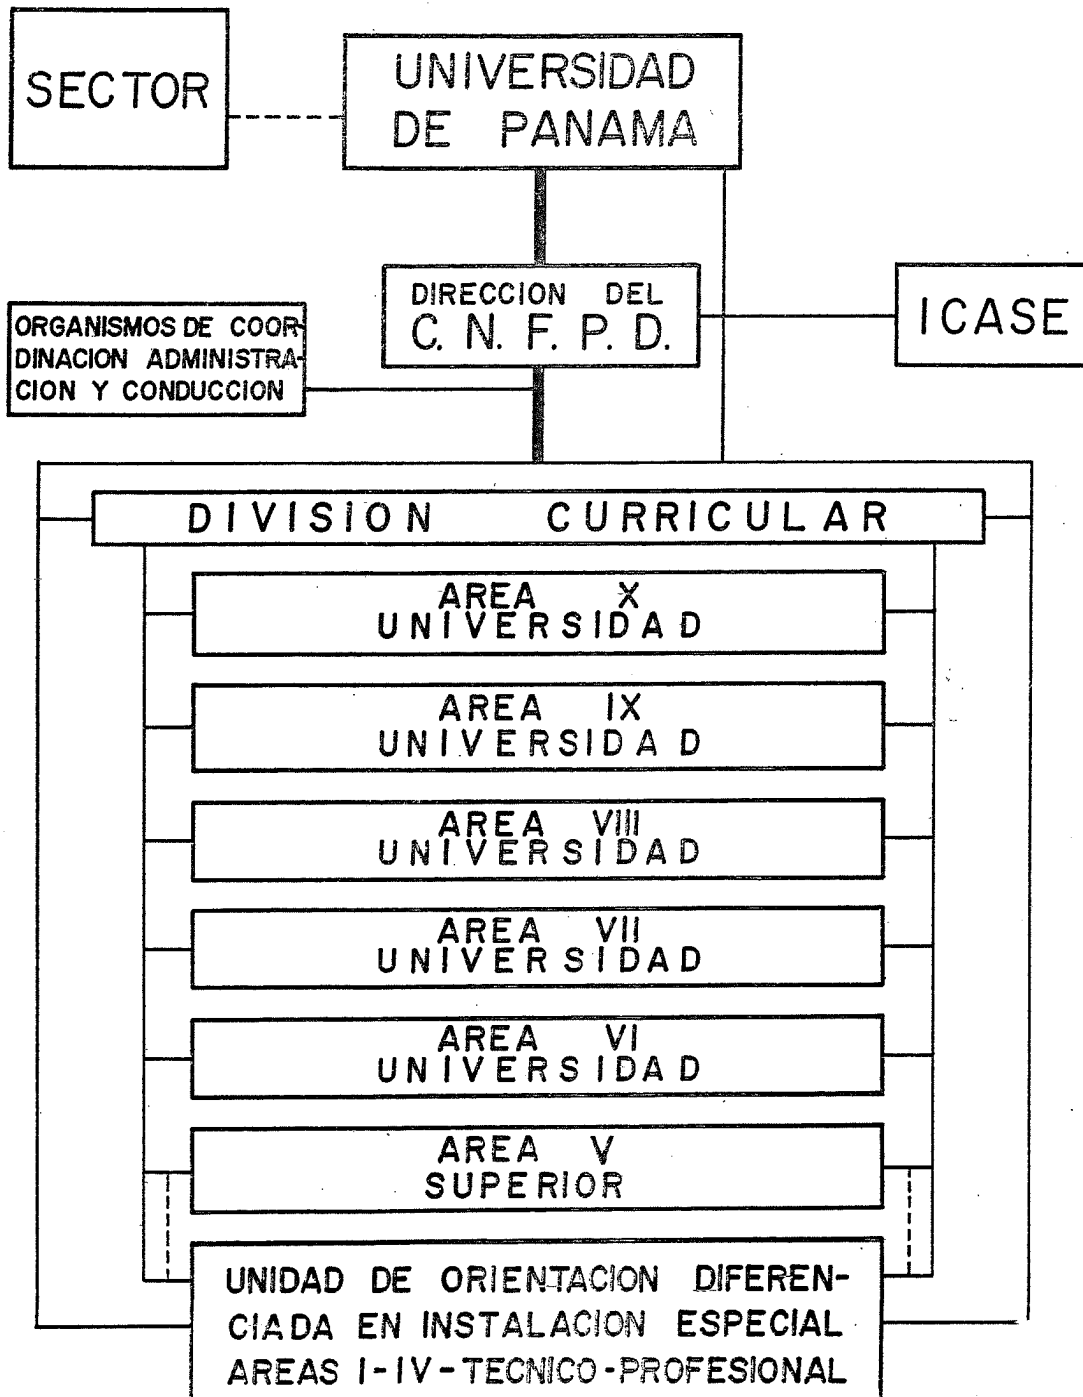 SECTOR
UNIVERSIDAD
DE PANAMA
DIRECCION DEL
C. N. F. P. D.
ICASE
ORGANISMOS DE COOR-
DINACION ADMINISTRA-
CION Y CONDUCCION
DIVISION CURRICULAR
AREA X
UNIVERSIDAD
AREA IX
UNIVERSIDAD
AREA VIII
UNIVERSIDAD
AREA VII
UNIVERSIDAD
AREA VI
UNIVERSIDAD
AREA V
SUPERIOR
UNIDAD DE ORIENTACION DIFEREN-
CIADA EN INSTALACION ESPECIAL
AREAS I-IV-TECNICO-PROFESIONAL